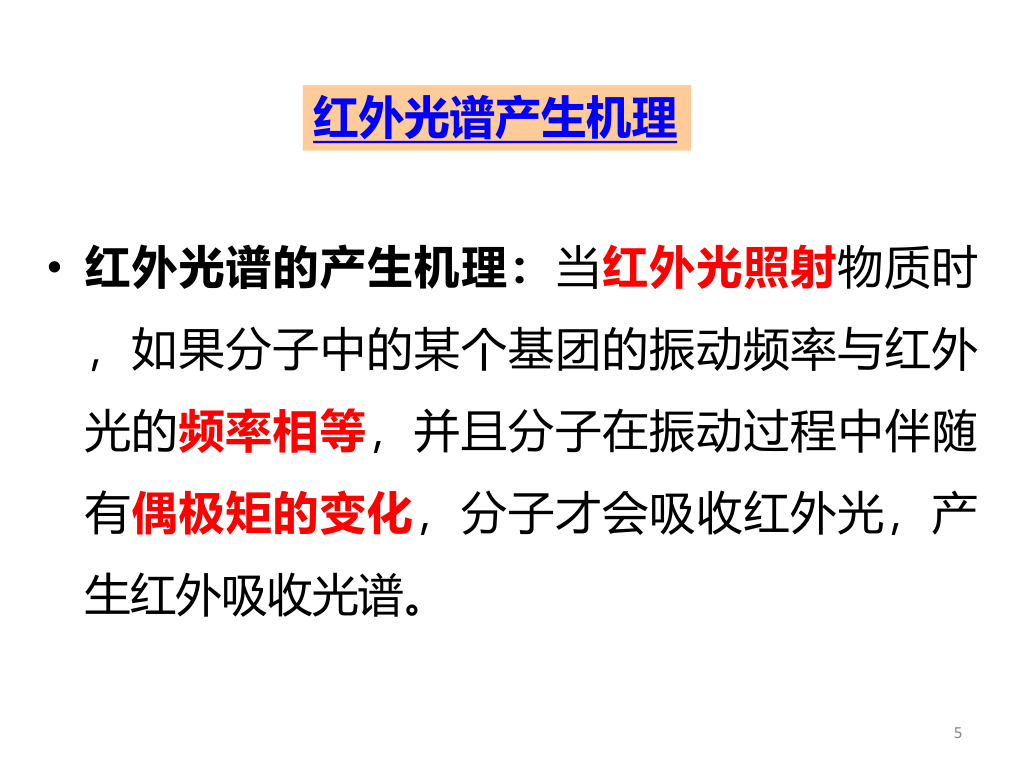 红外光谱产生机理
• 红外光谱的产生机理：当红外光照射物质时
，如果分子中的某个基团的振动频率与红外
光的频率相等，并且分子在振动过程中伴随
有偶极矩的变化，分子才会吸收红外光，产
生红外吸收光谱。
5